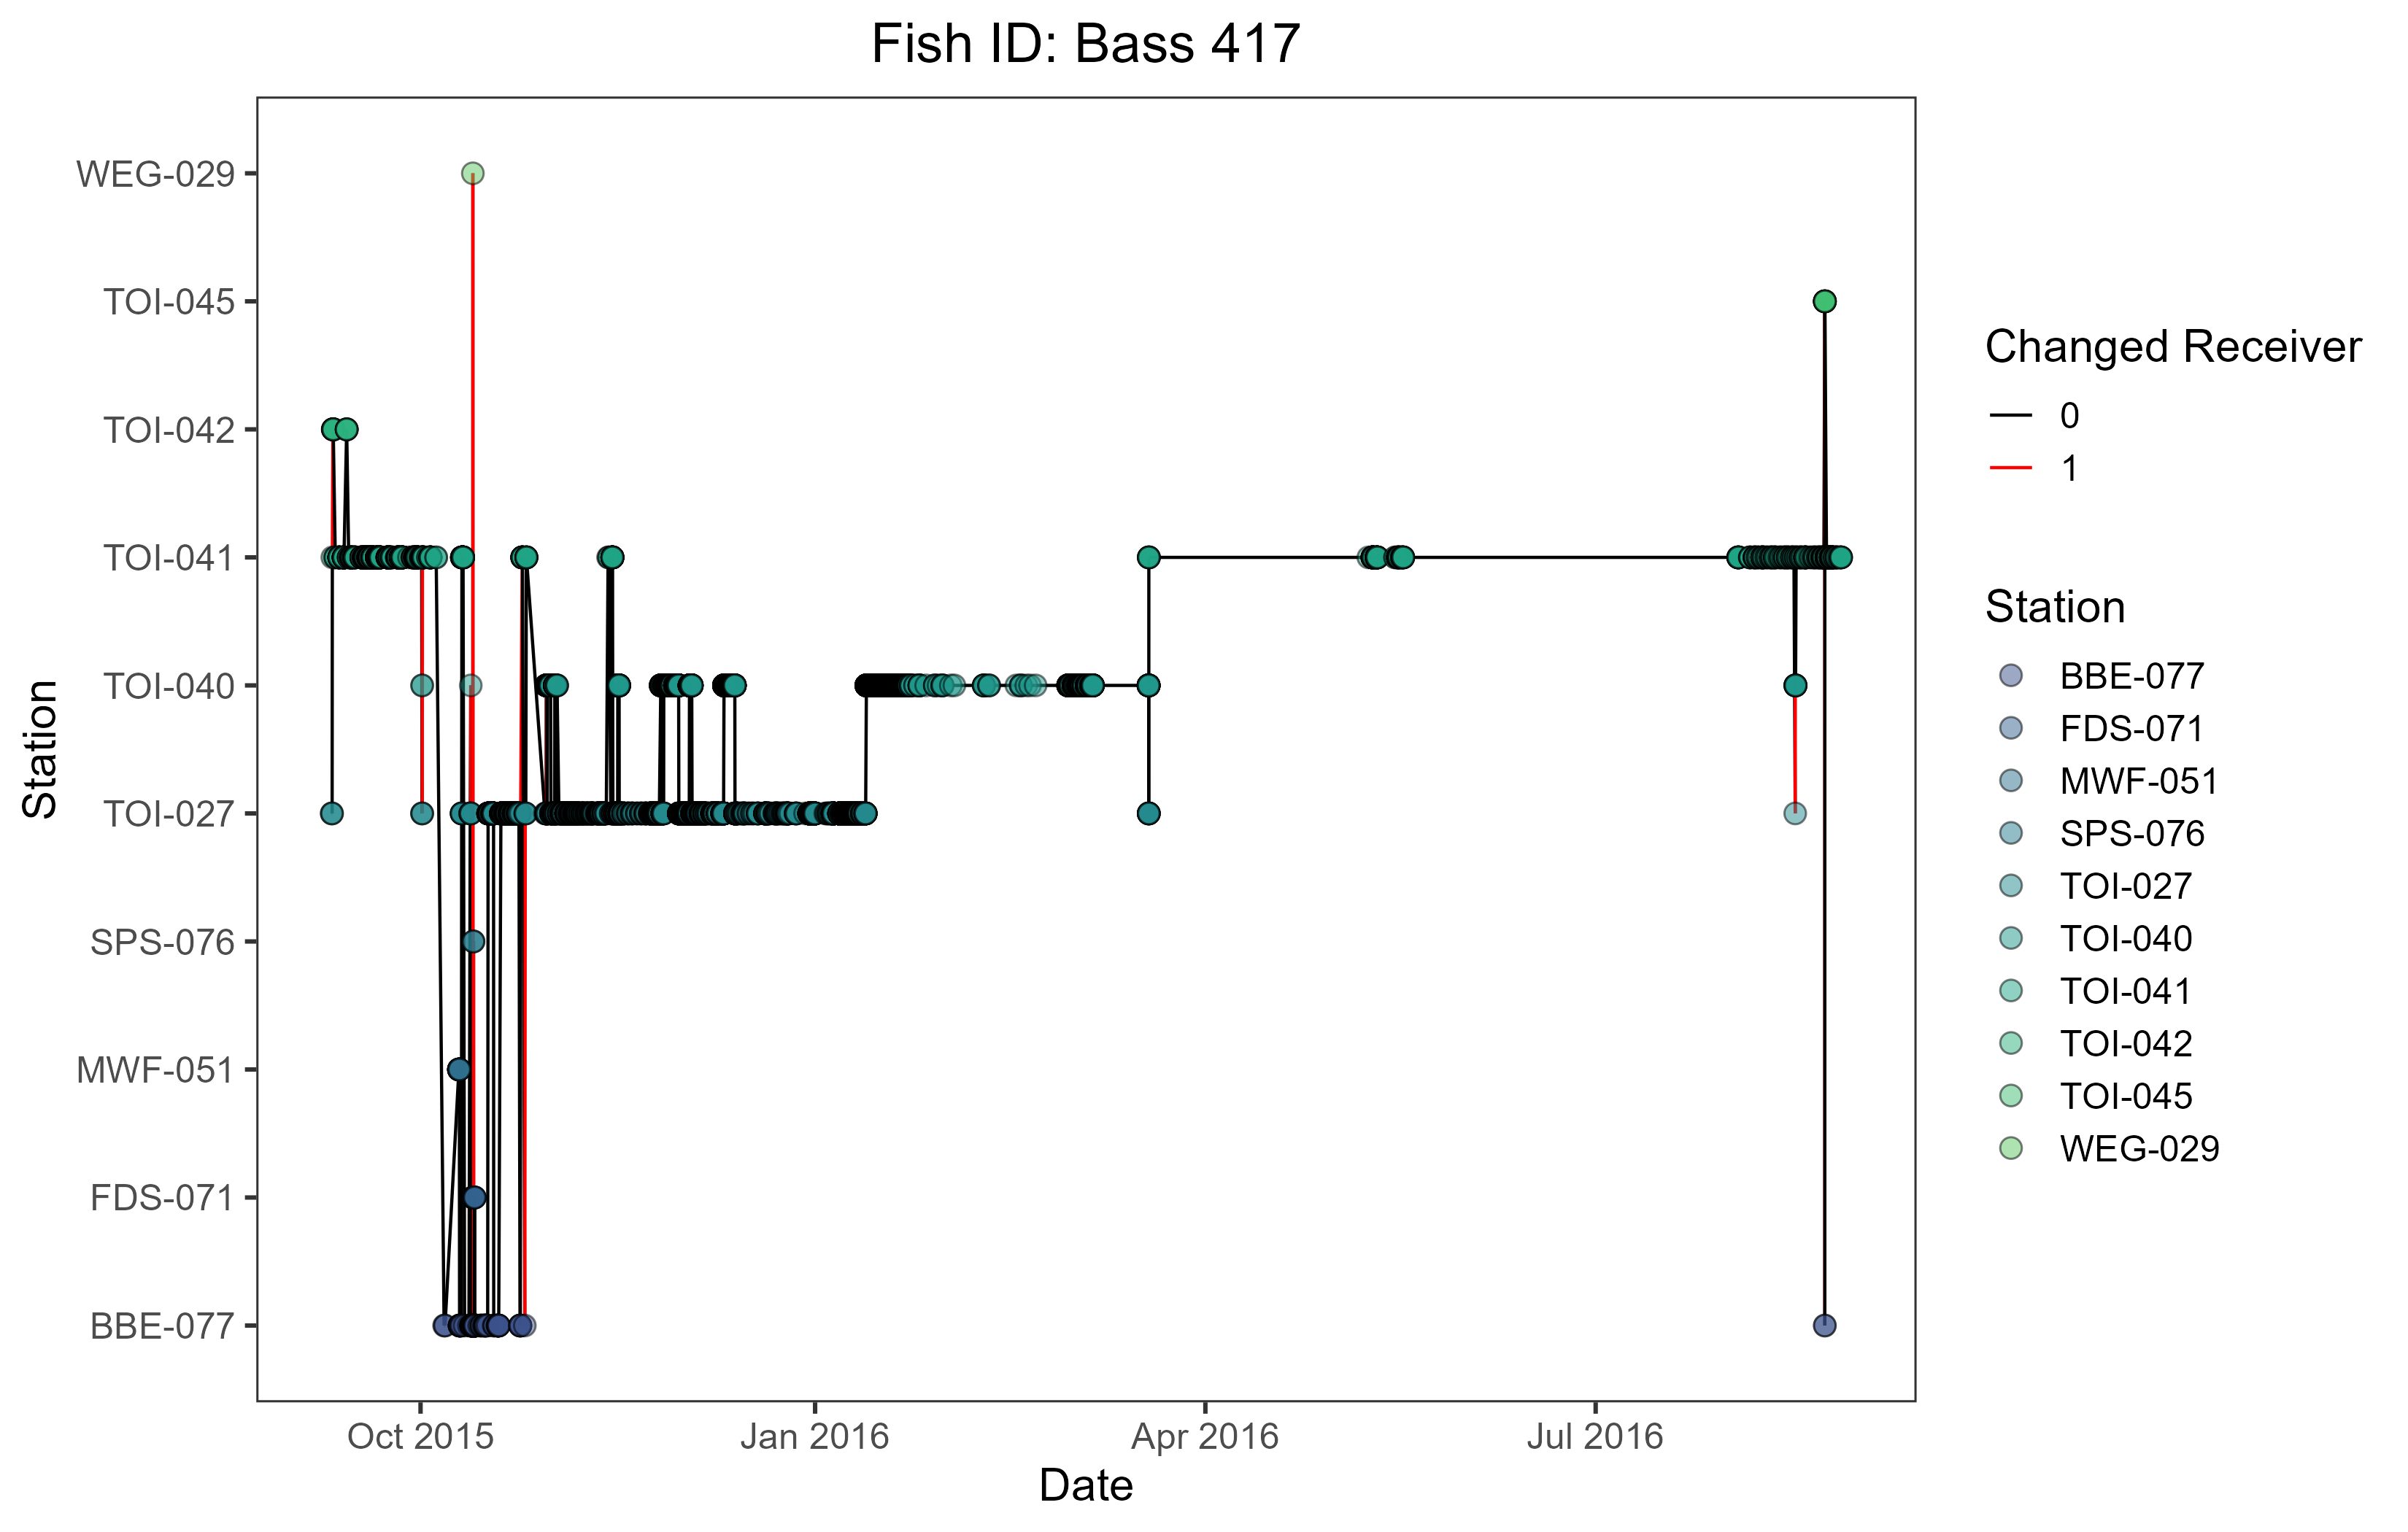 Fish ID: Bass 417
Station
WEG-029
TOI-045
TOI-042
TOI-041
TOI-040
TOI-027
SPS-076
MWF-051
FDS-071
BBE-077
Oct 2015
Jan 2016
Apr 2016
Jul 2016
Date
Changed Receiver
0
1
Station
BBE-077
FDS-071
MWF-051
SPS-076
TOI-027
TOI-040
TOI-041
TOI-042
TOI-045
WEG-029